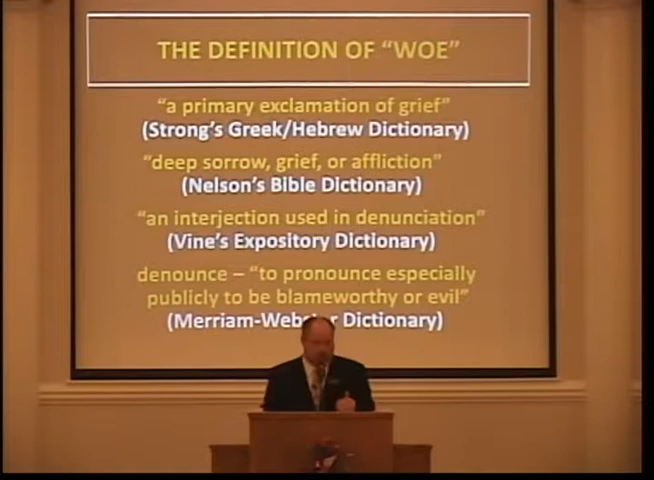 THE DEFINITION OF “WOE”
“a primary exclamation of grief”
(Strong’s Greek/Hebrew Dictionary)
“deep sorrow, grief, or affliction”
(Nelson’s Bible Dictionary)
“an interjection used in denunciation”
(Vine’s Expository Dictionary)
denounce – “to pronounce especially
publicly to be blameworthy or evil”
(Merriam-Webster Dictionary)